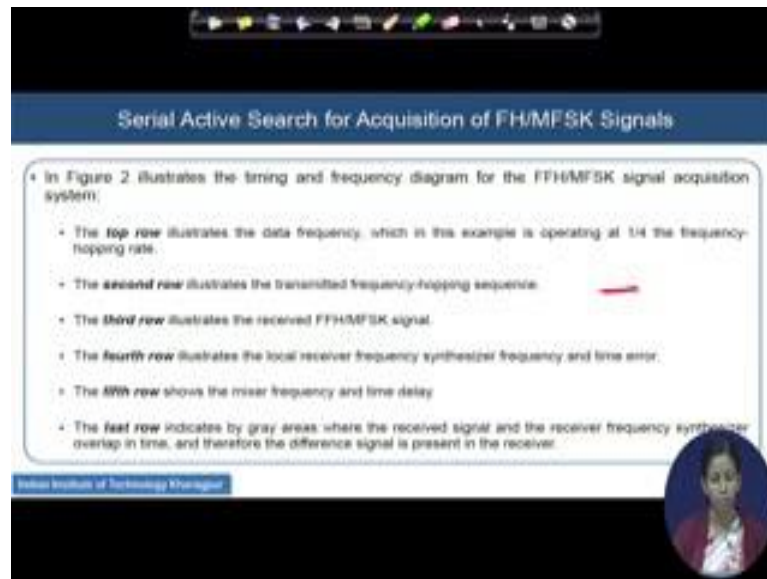 Serial Active Search for Acquisition of FH/MFSK Signals
• In Figure 2 illustrates the timing and frequency diagram for the FFH/MFSK signal acquisition
system:
• The top row illustrates the data frequency, which in this example is operating at 1/4 the frequency-
hopping rate.
• The second row illustrates the transmitted frequency-hopping sequence.
• The third row illustrates the received FFH/MFSK signal.
• The fourth row illustrates the local receiver frequency synthesizer frequency and time error.
• The fifth row shows the mixer frequency and time delay
• The last row indicates by gray areas where the received signal and the receiver frequency synthesizer
overlap in time, and therefore the difference signal is present in the receiver.
Indian Institute of Technology Kharagpur